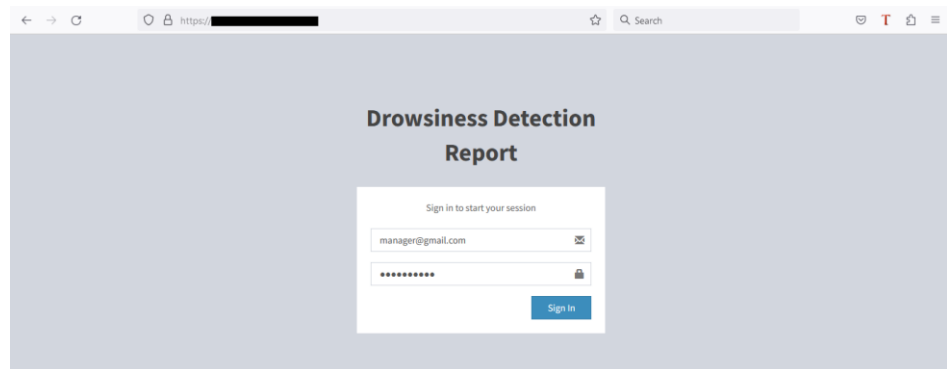 https://
Search
T
Drowsiness Detection
Report
Sign in to start your session
manager@gmail.com
••••••••••
Sign In